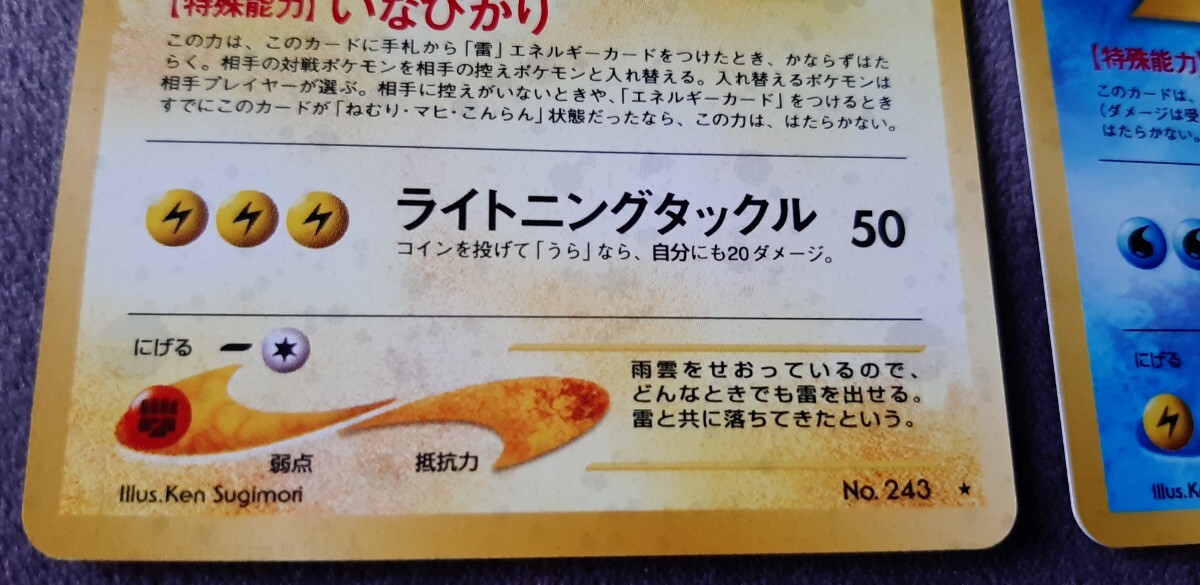 【特殊能力】いなびかり
この力は、このカードに手札から「雷」エネルギーカードをつけたとき、かならずはた
らく。相手の対戦ポケモンを相手の控えポケモンと入れ替える。入れ替えるポケモンは
相手プレイヤーが選ぶ。相手に控えがいないときや、「エネルギーカード」をつけるとき
すでにこのカードが「ねむり・マヒ・こんらん」状態だったなら、この力は、はたらかない。
ライトニングタックル 50
コインを投げて「うら」なら、自分にも20ダメージ。
にげる
雨雲をせおっているので、
どんなときでも雷を出せる。
雷と共に落ちてきたという。
弱点 抵抗力
Illus. Ken Sugimori No. 243 ★
【特殊能力】
このカードは、
(ダメージは受
はたらかない。
にげる
Illus.K